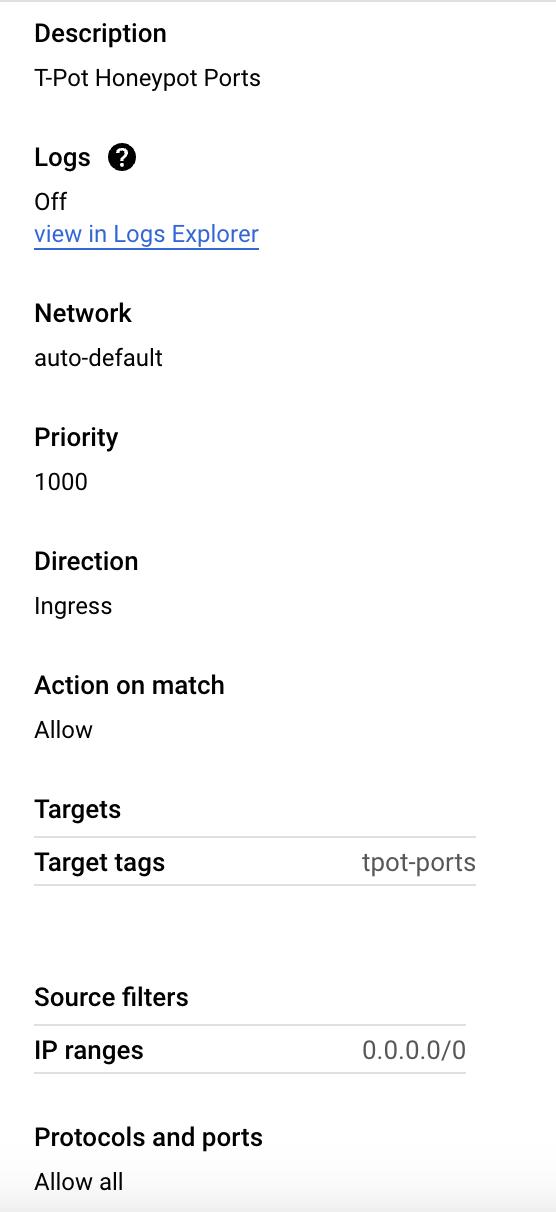 Description
T-Pot Honeypot Ports
Logs ?
Off
view in Logs Explorer
Network
auto-default
Priority
1000
Direction
Ingress
Action on match
Allow
Targets
Target tags tpot-ports
Source filters
IP ranges 0.0.0.0/0
Protocols and ports
Allow all